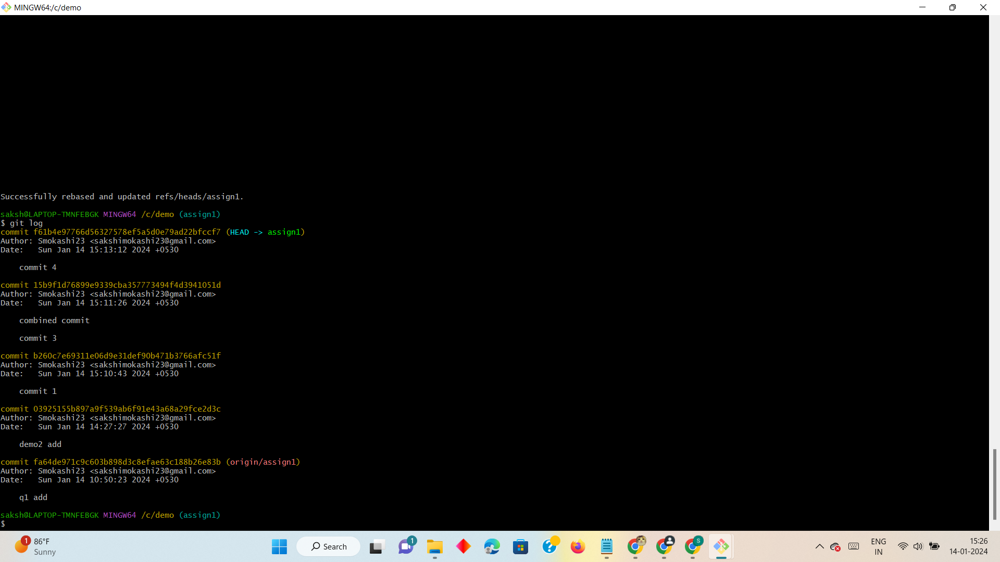 MINGW64:/c/demo
Successfully rebased and updated refs/heads/assign1.
saksh@LAPTOP-TMNFEBGK MINGW64 /c/demo (assign1)
$ git log
commit f61b4e97766d56327578ef5a5d0e79ad22bfccf7 (HEAD -> assign1)
Author: Smokashi23 <sakshimokashi23@gmail.com>
Date:   Sun Jan 14 15:13:12 2024 +0530
    commit 4
commit 15b9f1d76899e9339cba357773494f4d3941051d
Author: Smokashi23 <sakshimokashi23@gmail.com>
Date:   Sun Jan 14 15:11:26 2024 +0530
    combined commit
    commit 3
commit b260c7e69311e06d9e31def90b471b3766afc51f
Author: Smokashi23 <sakshimokashi23@gmail.com>
Date:   Sun Jan 14 15:10:43 2024 +0530
    commit 1
commit 03925155b897a9f539ab6f91e43a68a29fce2d3c
Author: Smokashi23 <sakshimokashi23@gmail.com>
Date:   Sun Jan 14 14:27:27 2024 +0530
    demo2 add
commit fa64de971c9c603b898d3c8efae63c188b26e83b (origin/assign1)
Author: Smokashi23 <sakshimokashi23@gmail.com>
Date:   Sun Jan 14 10:50:23 2024 +0530
    q1 add
saksh@LAPTOP-TMNFEBGK MINGW64 /c/demo (assign1)
$
1
86°F
Sunny
Search
1
S
ENG
IN
15:26
14-01-2024